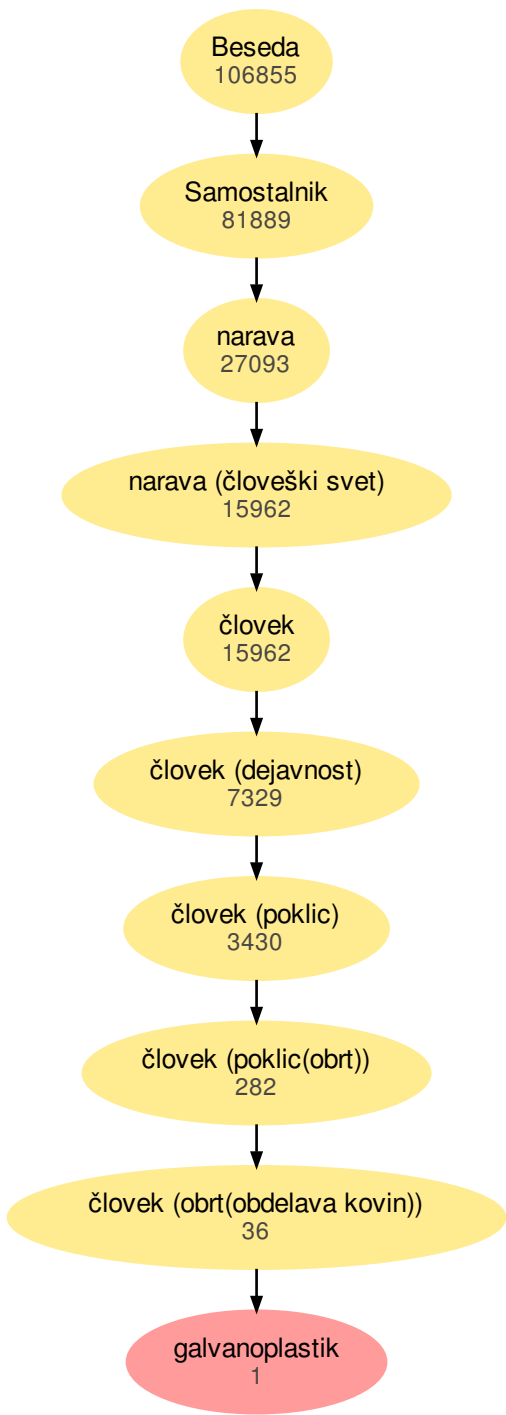 Beseda
106855
Samostalnik
81889
narava
27093
narava (človeški svet)
15962
človek
15962
človek (dejavnost)
7329
človek (poklic)
3430
človek (poklic(obrt))
282
človek (obrt(obdelava kovin))
36
galvanoplastik
1